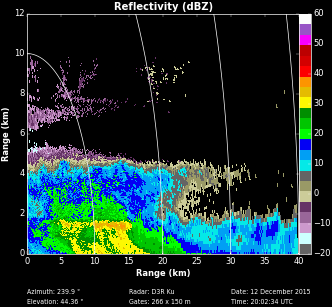 Reflectivity (dBZ)
12
10
8
6
4
2
0
Range (km)
0 5 10 15 20 25 30 35 40
Range (km)
60
50
40
30
20
10
0
−10
−20
Azimuth: 239.9 ° Radar: D3R Ku Date: 12 December 2015
Elevation: 44.36 ° Gates: 266 x 150 m Time: 20:02:34 UTC